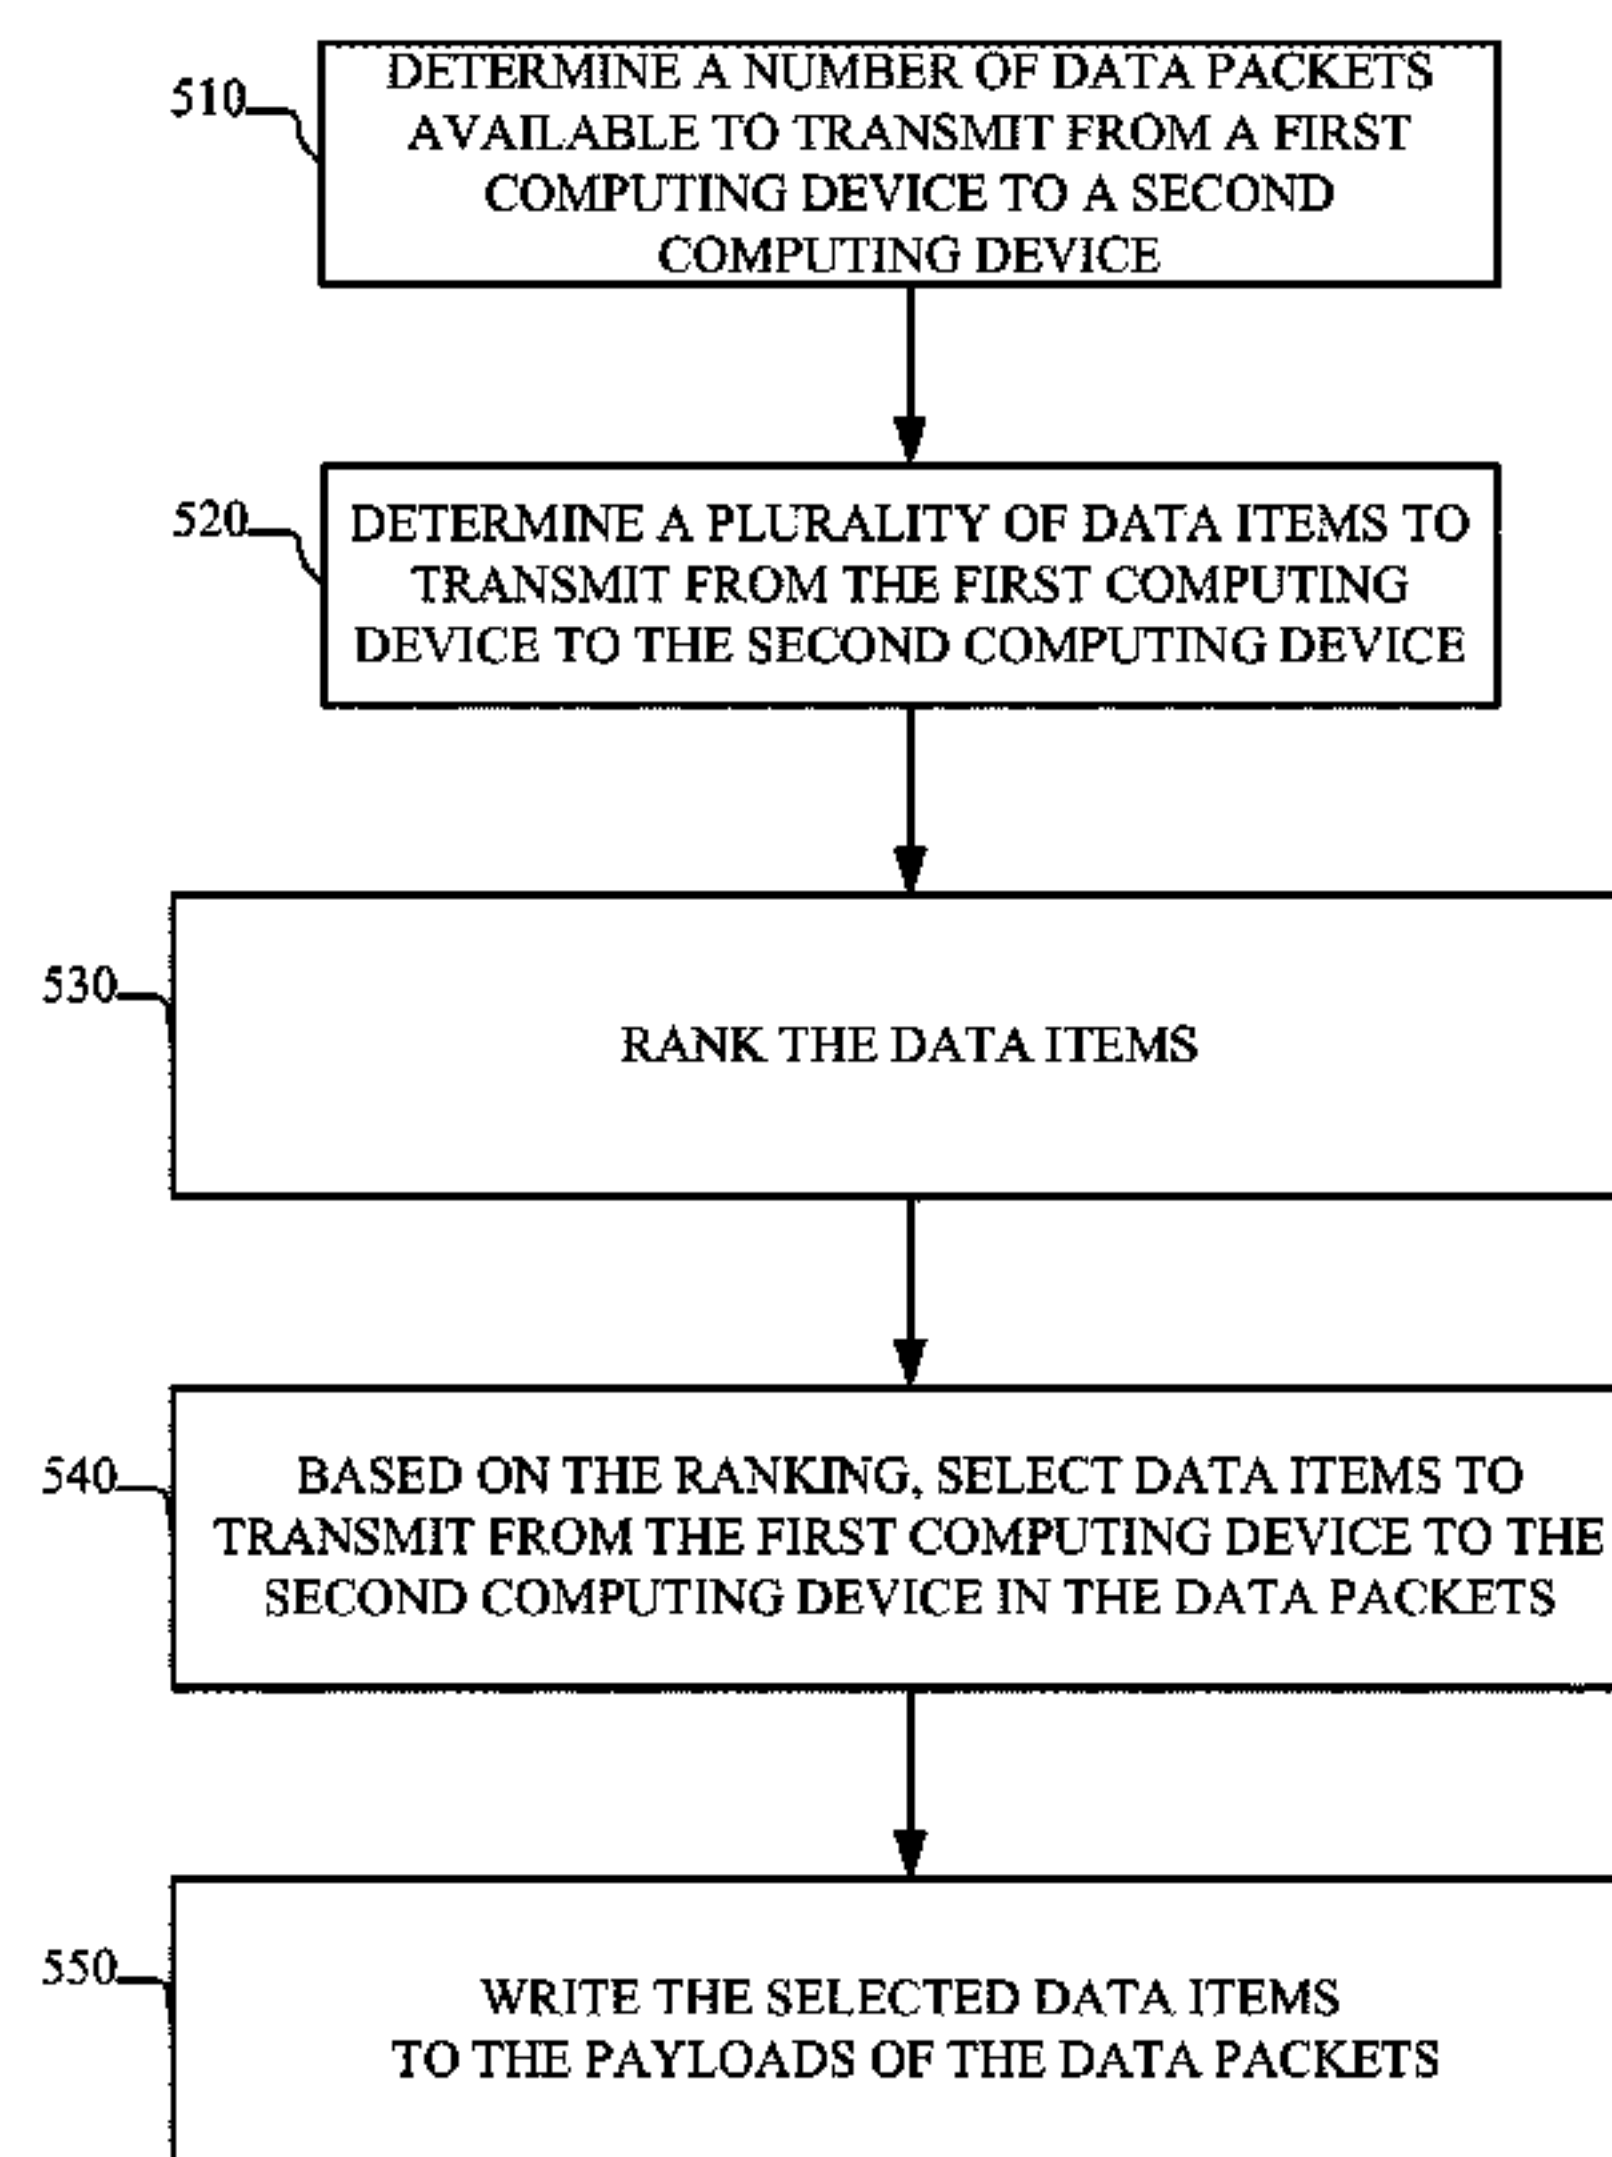 510
DETERMINE A NUMBER OF DATA PACKETS
AVAILABLE TO TRANSMIT FROM A FIRST
COMPUTING DEVICE TO A SECOND
COMPUTING DEVICE
520
DETERMINE A PLURALITY OF DATA ITEMS TO
TRANSMIT FROM THE FIRST COMPUTING
DEVICE TO THE SECOND COMPUTING DEVICE
530
RANK THE DATA ITEMS
540
BASED ON THE RANKING, SELECT DATA ITEMS TO
TRANSMIT FROM THE FIRST COMPUTING DEVICE TO THE
SECOND COMPUTING DEVICE IN THE DATA PACKETS
550
WRITE THE SELECTED DATA ITEMS
TO THE PAYLOADS OF THE DATA PACKETS